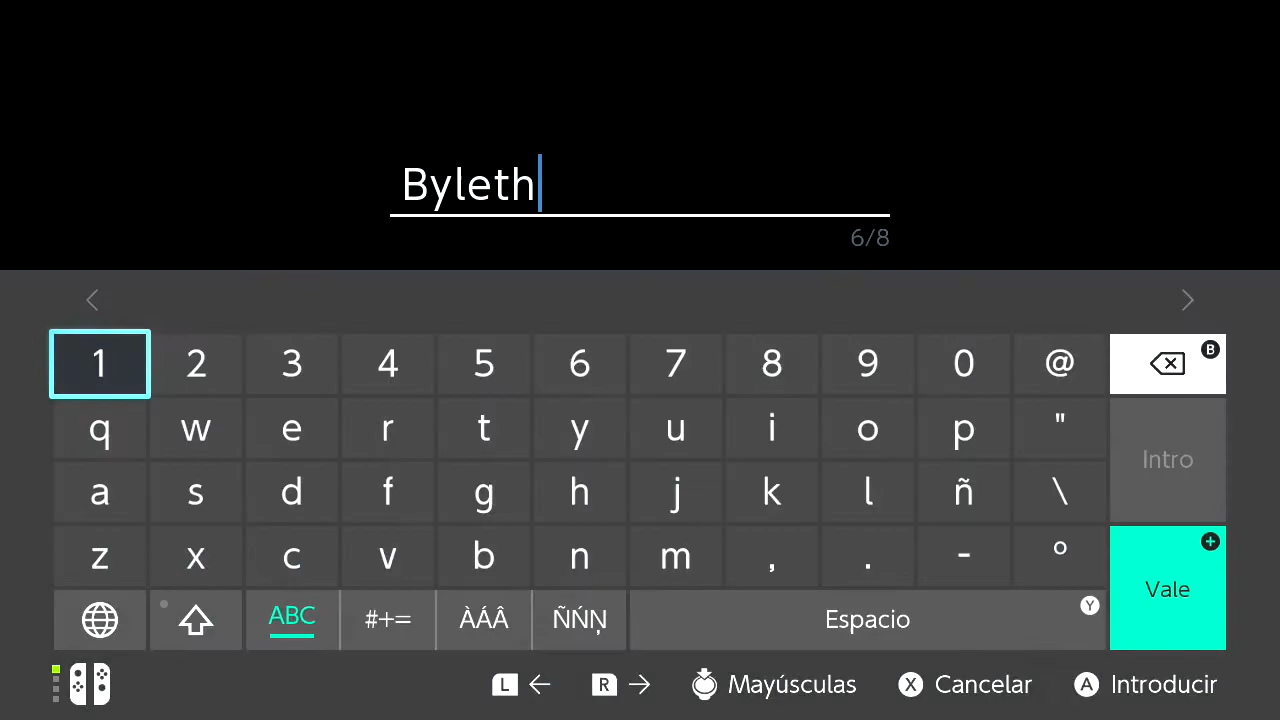 Byleth
6/8
1 2 3 4 5 6 7 8 9 0 @ B
q w e r t y u i o p " Intro
a s d f g h j k l ñ \
z x c v b n m , . - º Vale
ABC #+= ÀÁÂ ÑŃŅ Espacio Y
L ← R → Mayúsculas X Cancelar A Introducir